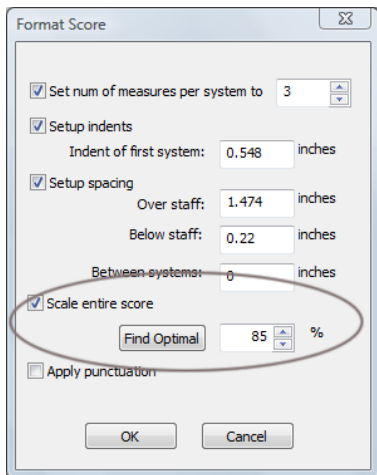 Format Score
Set num of measures per system to 3
Setup indents
Indent of first system: 0.548 inches
Setup spacing
Over staff: 1.474 inches
Below staff: 0.22 inches
Between systems: 0 inches
Scale entire score
Find Optimal 85 %
Apply punctuation
OK Cancel